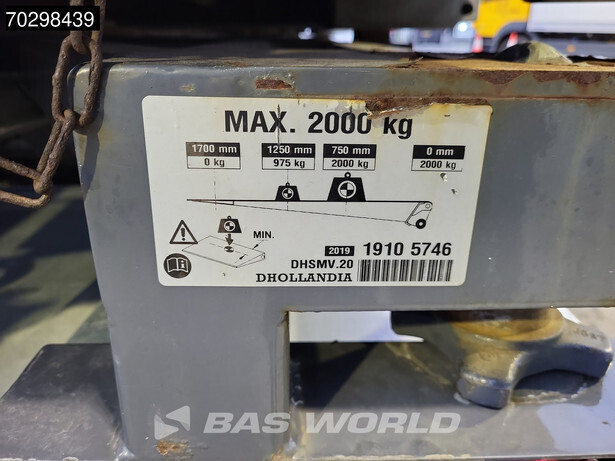 70298439
MAX. 2000 kg
1700 mm 1250 mm 750 mm 0 mm
0 kg 975 kg 2000 kg 2000 kg
MIN.
2019 1910 5746
DHSMV.20
DHOLLANDIA
BAS WORLD